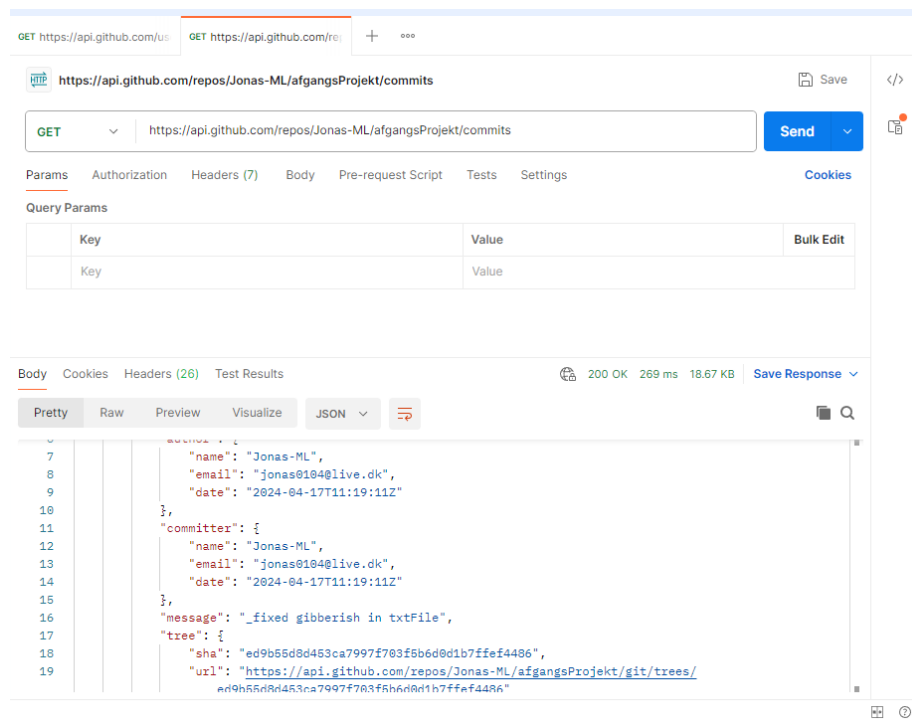 GET https://api.github.com/us GET https://api.github.com/re
HTTP https://api.github.com/repos/Jonas-ML/afgangsProjekt/commits Save
GET https://api.github.com/repos/Jonas-ML/afgangsProjekt/commits Send
Params Authorization Headers (7) Body Pre-request Script Tests Settings Cookies
Query Params
Key Value Bulk Edit
Key Value
Body Cookies Headers (26) Test Results 200 OK 269 ms 18.67 KB Save Response
Pretty Raw Preview Visualize JSON
7 "name": "Jonas-ML",
8 "email": "jonas0104@live.dk",
9 "date": "2024-04-17T11:19:11Z"
10 },
11 "committer": {
12 "name": "Jonas-ML",
13 "email": "jonas0104@live.dk",
14 "date": "2024-04-17T11:19:11Z"
15 },
16 "message": "_fixed gibberish in txtFile",
17 "tree": {
18 "sha": "ed9b55d8d453ca7997f703f5b6d0d1b7ffef4486",
19 "url": "https://api.github.com/repos/Jonas-ML/afgangsProjekt/git/trees/
ed9b55d8d453ca7997f703f5b6d0d1b7ffef4486"